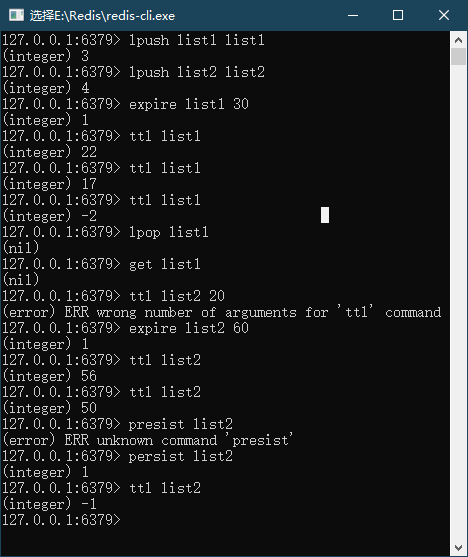 选择E:\Redis\redis-cli.exe
127.0.0.1:6379> lpush list1 list1
(integer) 3
127.0.0.1:6379> lpush list2 list2
(integer) 4
127.0.0.1:6379> expire list1 30
(integer) 1
127.0.0.1:6379> ttl list1
(integer) 22
127.0.0.1:6379> ttl list1
(integer) 17
127.0.0.1:6379> ttl list1
(integer) -2
127.0.0.1:6379> lpop list1
(nil)
127.0.0.1:6379> get list1
(nil)
127.0.0.1:6379> ttl list2 20
(error) ERR wrong number of arguments for 'ttl' command
127.0.0.1:6379> expire list2 60
(integer) 1
127.0.0.1:6379> ttl list2
(integer) 56
127.0.0.1:6379> ttl list2
(integer) 50
127.0.0.1:6379> presist list2
(error) ERR unknown command 'presist'
127.0.0.1:6379> persist list2
(integer) 1
127.0.0.1:6379> ttl list2
(integer) -1
127.0.0.1:6379>